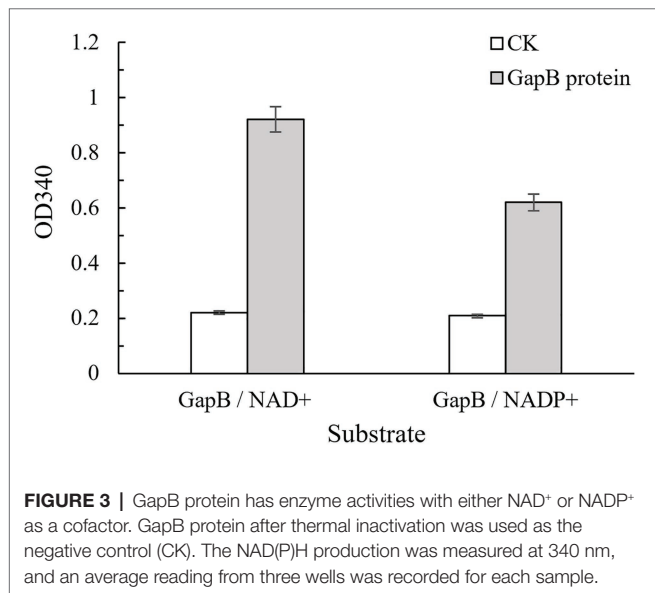 1.2
CK
GapB protein
1
0.8
OD340
0.6
0.4
0.2
0
GapB / NAD+ GapB / NADP+
Substrate
FIGURE 3 | GapB protein has enzyme activities with either NAD⁺ or NADP⁺
as a cofactor. GapB protein after thermal inactivation was used as the
negative control (CK). The NAD(P)H production was measured at 340 nm,
and an average reading from three wells was recorded for each sample.